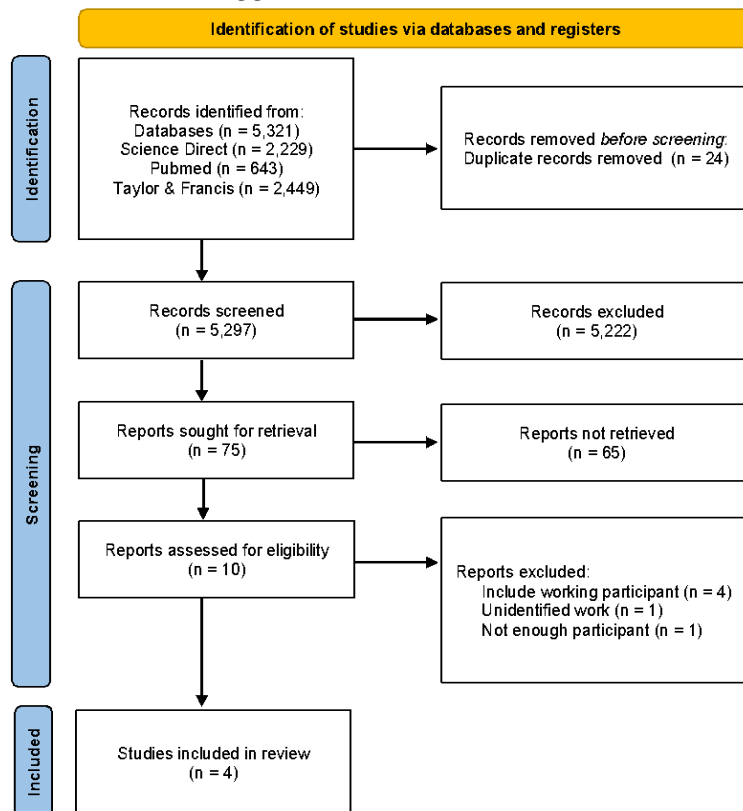 Identification of studies via databases and registers
Identification
Records identified from:
Databases (n = 5,321)
Science Direct (n = 2,229)
Pubmed (n = 643)
Taylor & Francis (n = 2,449)
Records removed before screening:
Duplicate records removed (n = 24)
Screening
Records screened
(n = 5,297)
Records excluded
(n = 5,222)
Reports sought for retrieval
(n = 75)
Reports not retrieved
(n = 65)
Reports assessed for eligibility
(n = 10)
Reports excluded:
Include working participant (n = 4)
Unidentified work (n = 1)
Not enough participant (n = 1)
Included
Studies included in review
(n = 4)